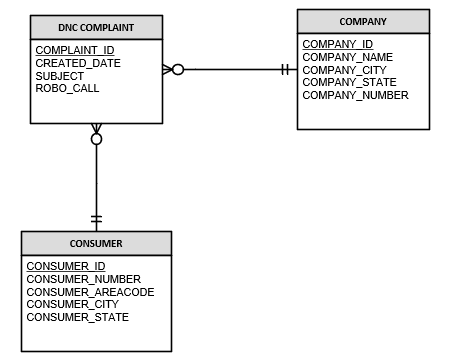 DNC COMPLAINT
COMPLAINT_ID
CREATED_DATE
SUBJECT
ROBO_CALL
COMPANY
COMPANY_ID
COMPANY_NAME
COMPANY_CITY
COMPANY_STATE
COMPANY_NUMBER
CONSUMER
CONSUMER_ID
CONSUMER_NUMBER
CONSUMER_AREACODE
CONSUMER_CITY
CONSUMER_STATE